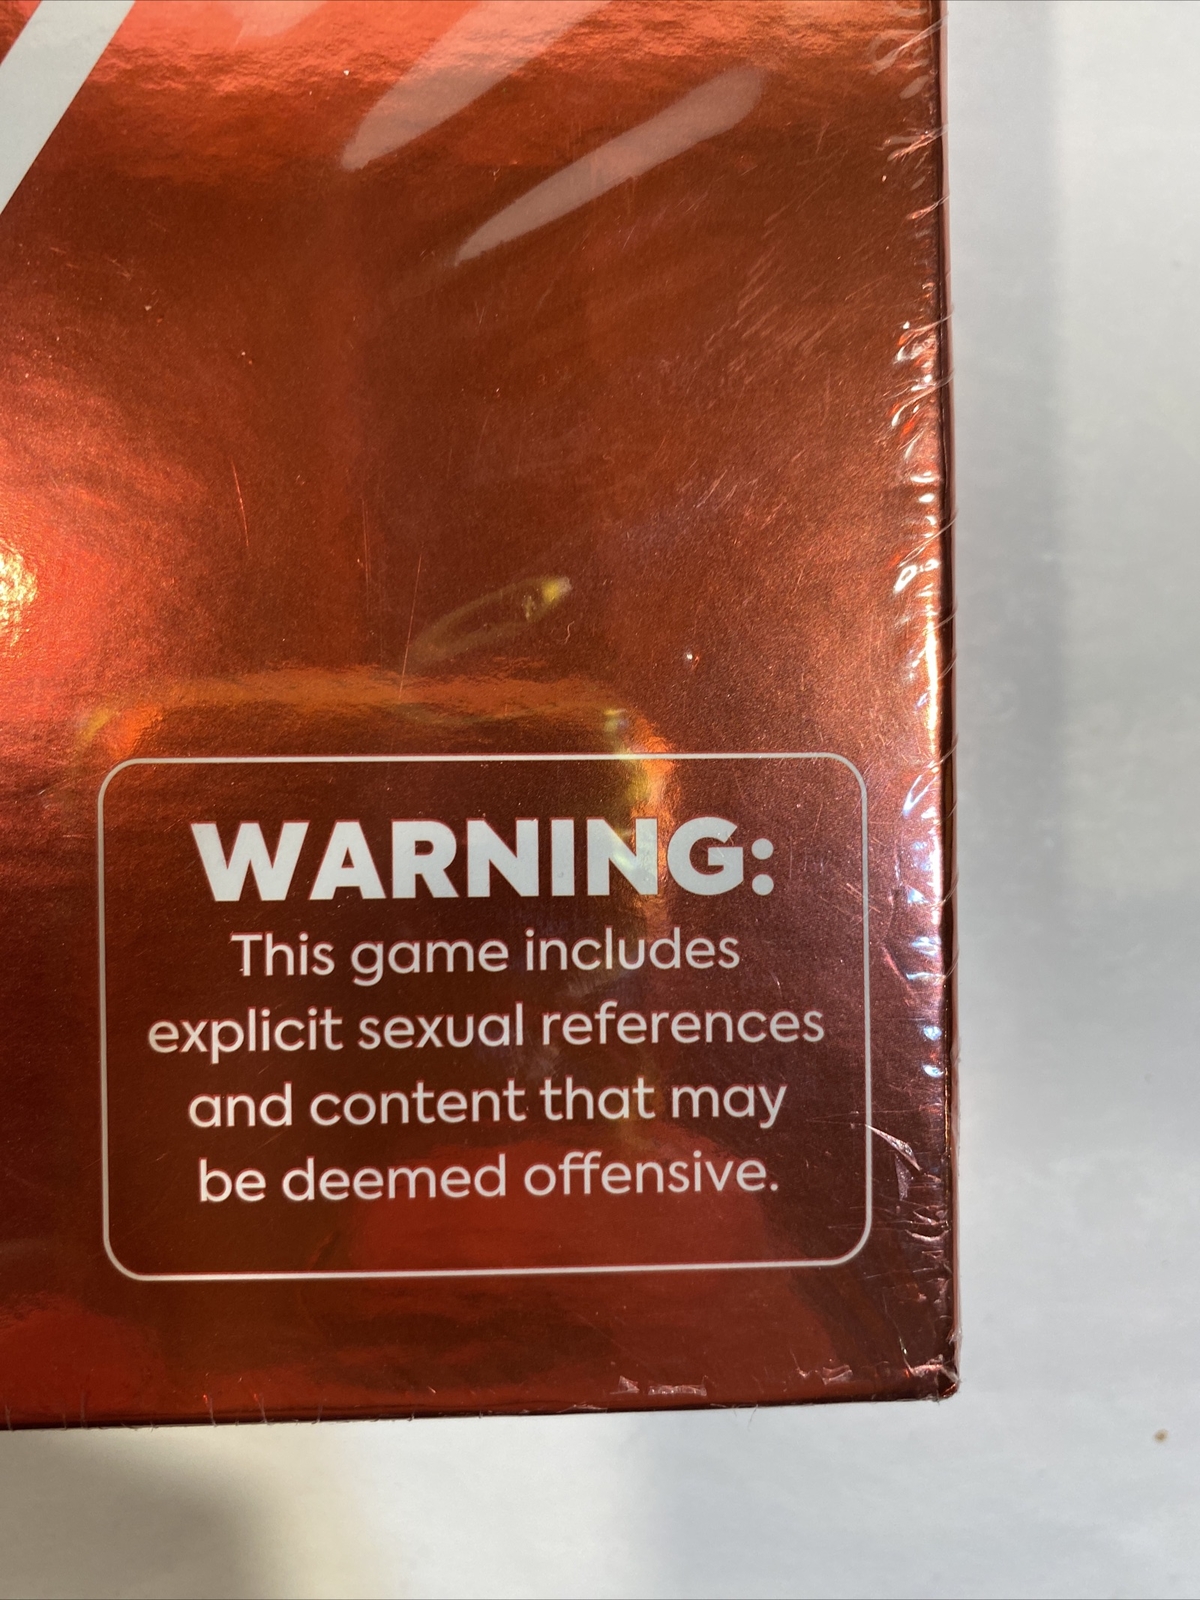 WARNING:
This game includes
explicit sexual references
and content that may
be deemed offensive.